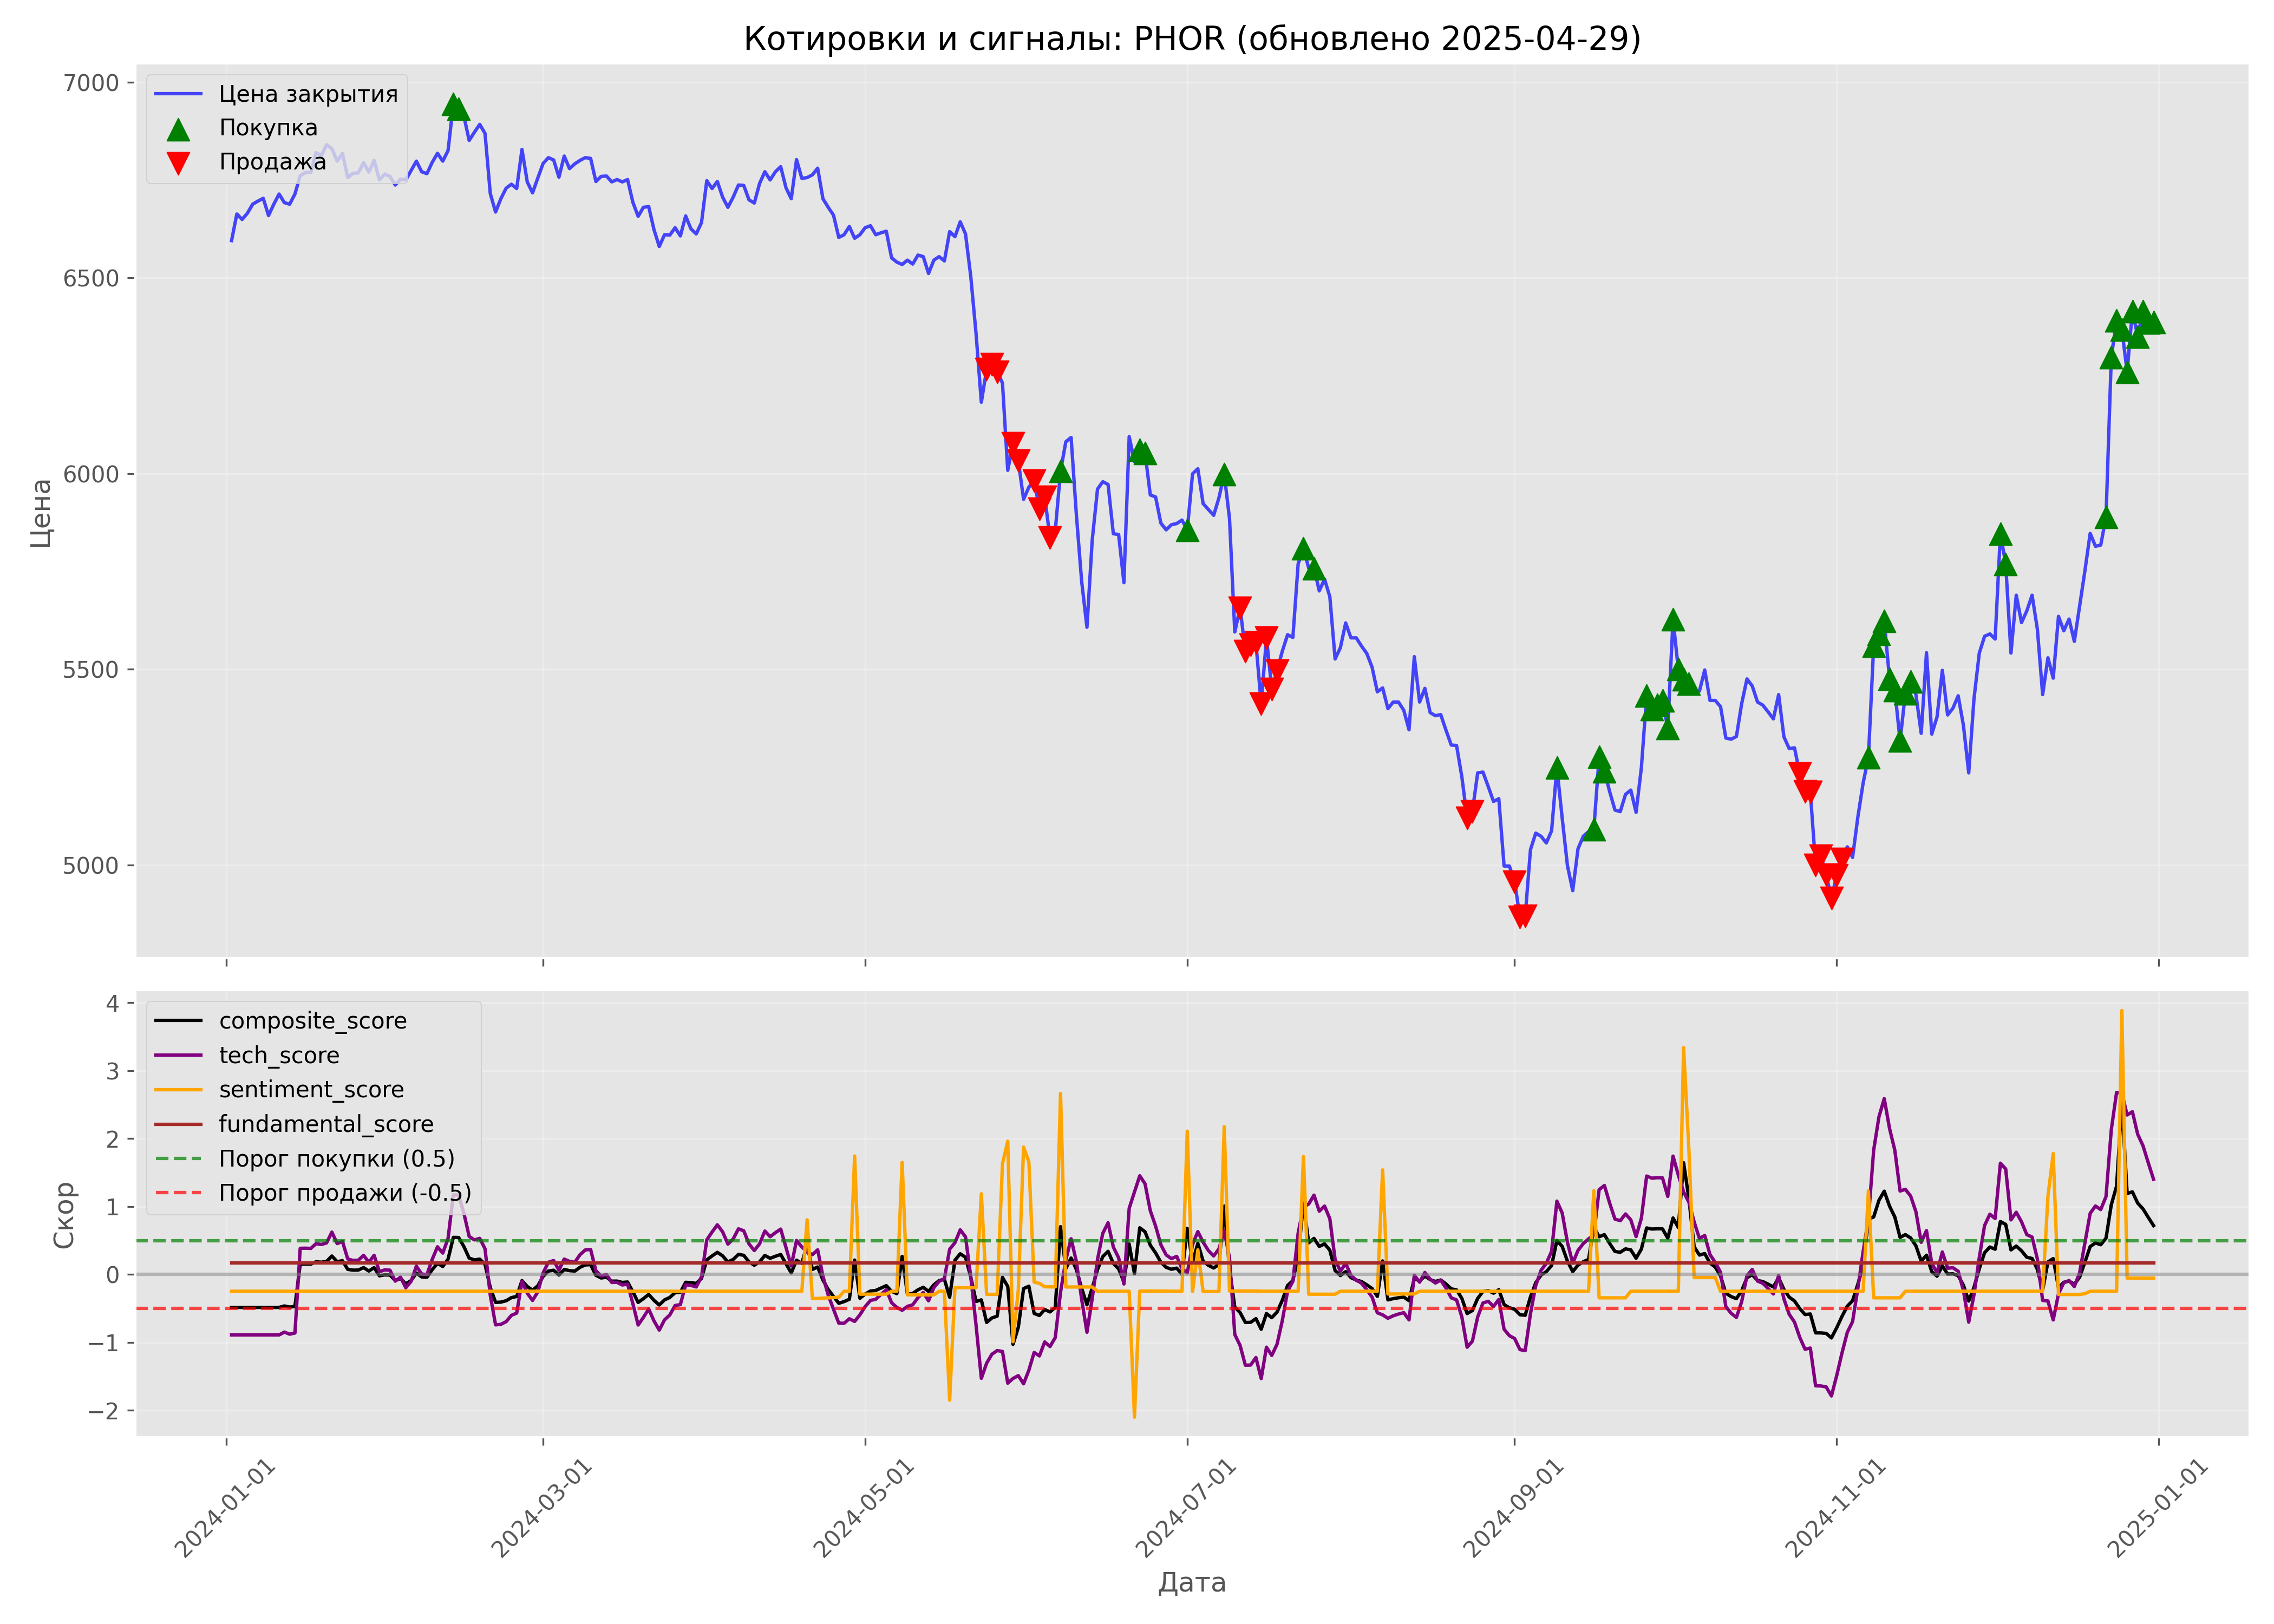 Котировки и сигналы: PHOR (обновлено 2025-04-29)
Цена закрытия
Покупка
Продажа
7000
6500
6000
5500
5000
Цена
composite_score
tech_score
sentiment_score
fundamental_score
Порог покупки (0.5)
Порог продажи (-0.5)
4
3
2
1
0
−1
−2
Скор
2024-01-01
2024-03-01
2024-05-01
2024-07-01
2024-09-01
2024-11-01
2025-01-01
Дата